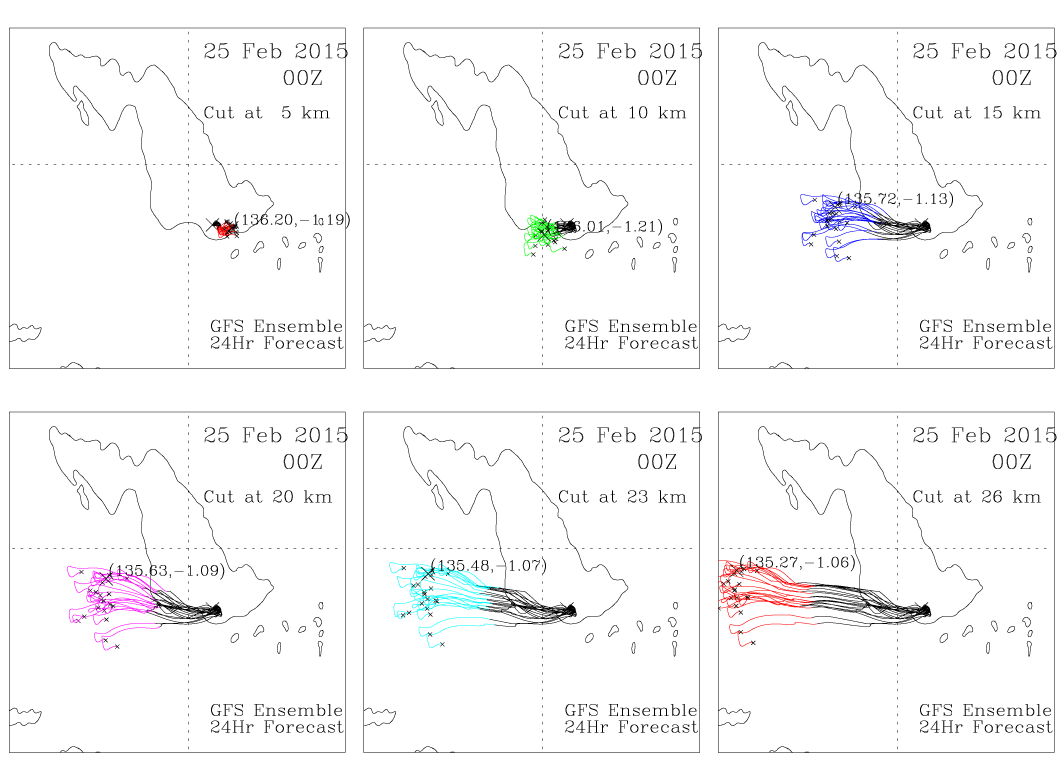 25 Feb 2015
00Z
Cut at 5 km
(136.20,−1.19)
GFS Ensemble
24Hr Forecast
25 Feb 2015
00Z
Cut at 10 km
6.01,−1.21)
GFS Ensemble
24Hr Forecast
25 Feb 2015
00Z
Cut at 15 km
(135.72,−1.13)
GFS Ensemble
24Hr Forecast
25 Feb 2015
00Z
Cut at 20 km
(135.63,−1.09)
GFS Ensemble
24Hr Forecast
25 Feb 2015
00Z
Cut at 23 km
(135.48,−1.07)
GFS Ensemble
24Hr Forecast
25 Feb 2015
00Z
Cut at 26 km
(135.27,−1.06)
GFS Ensemble
24Hr Forecast